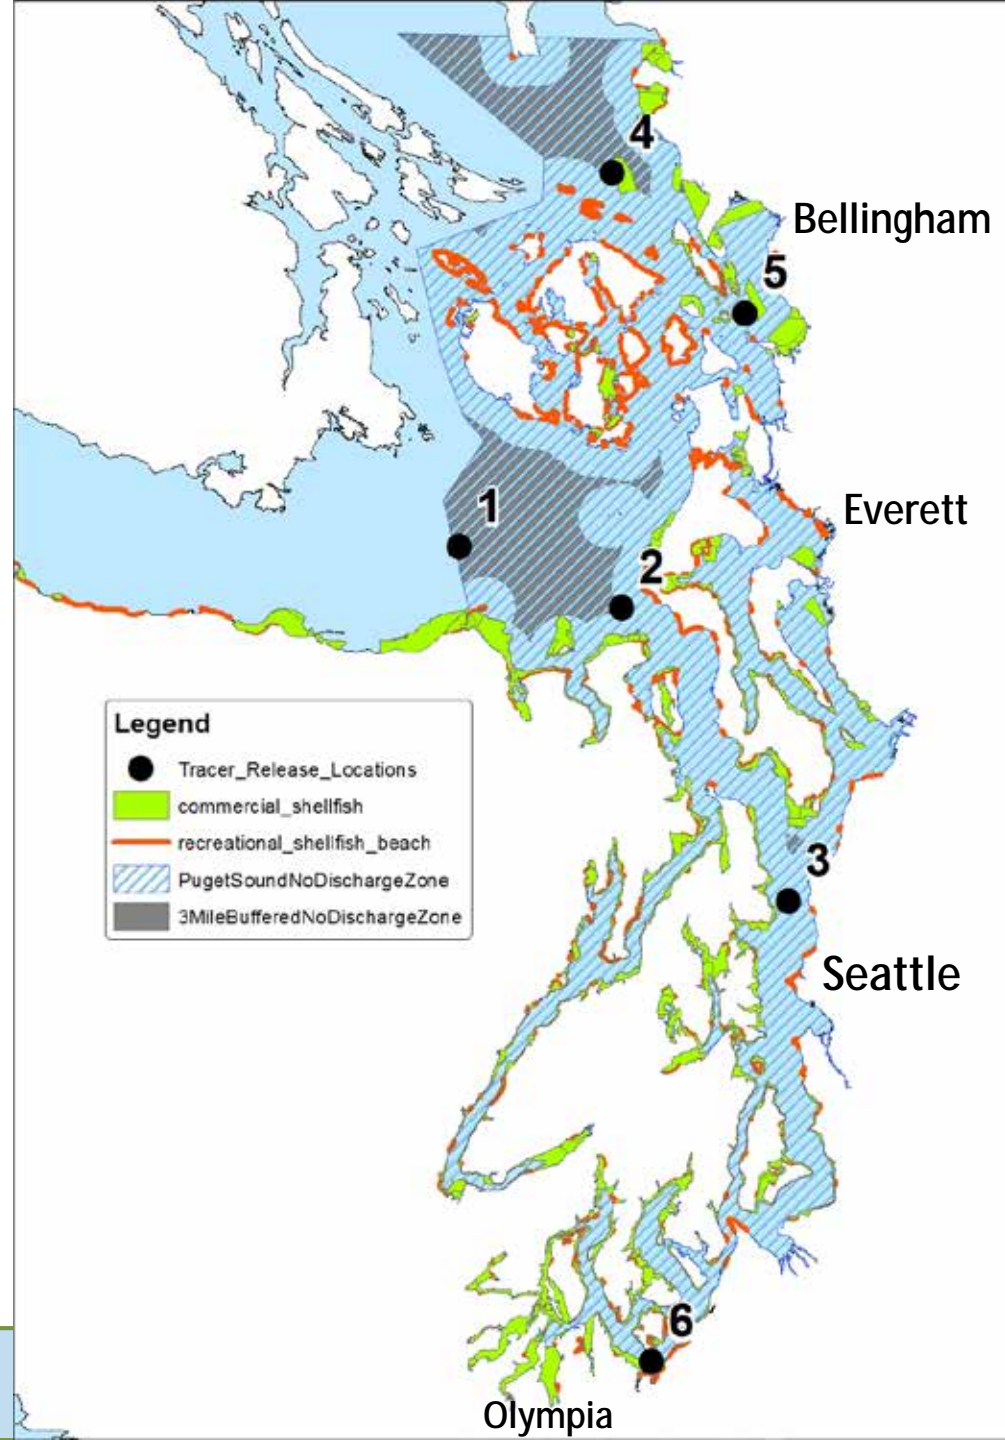 4
Bellingham
5
1
Everett
2
Legend
Tracer_Release_Locations
commercial_shellfish
recreational_shellfish_beach
PugetSoundNoDischargeZone
3MileBufferedNoDischargeZone
3
Seattle
6
Olympia